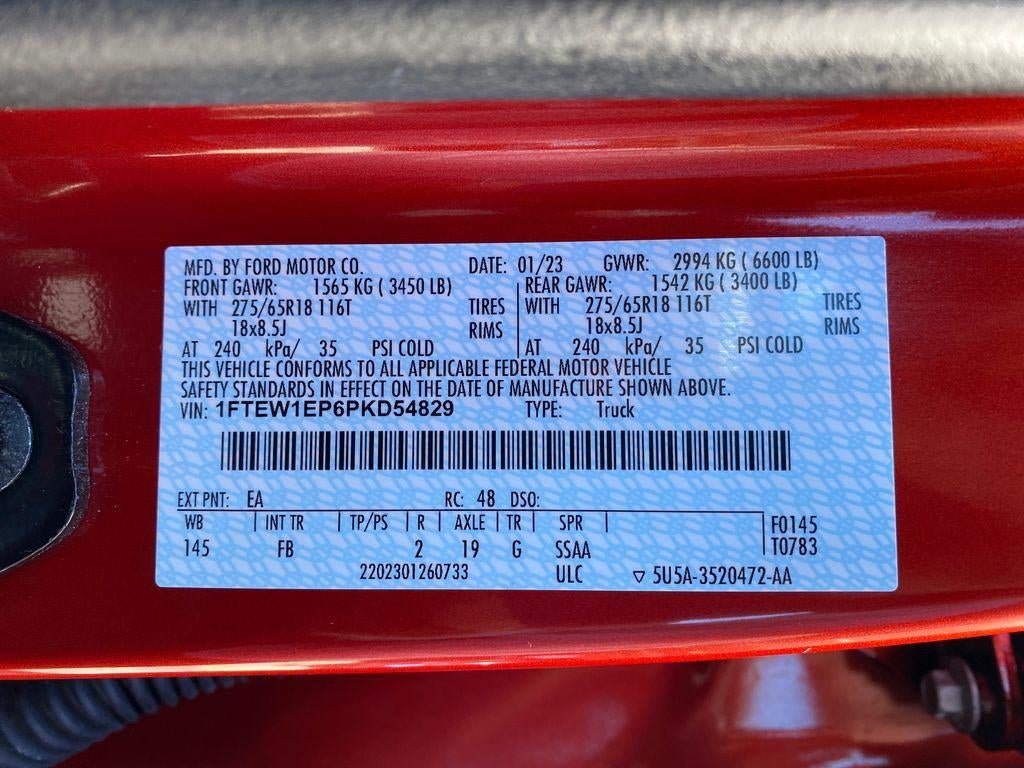 MFD. BY FORD MOTOR CO. DATE: 01/23 GVWR: 2994 KG ( 6600 LB)
FRONT GAWR: 1565 KG ( 3450 LB) REAR GAWR: 1542 KG ( 3400 LB)
WITH 275/65R18 116T TIRES WITH 275/65R18 116T TIRES
18x8.5J RIMS 18x8.5J RIMS
AT 240 kPa/ 35 PSI COLD AT 240 kPa/ 35 PSI COLD
THIS VEHICLE CONFORMS TO ALL APPLICABLE FEDERAL MOTOR VEHICLE
SAFETY STANDARDS IN EFFECT ON THE DATE OF MANUFACTURE SHOWN ABOVE.
VIN: 1FTEW1EP6PKD54829 TYPE: Truck
EXT PNT: EA RC: 48 DSO:
WB INT TR TP/PS R AXLE TR SPR F0145
145 FB 2 19 G SSAA T0783
2202301260733 ULC ▽ 5U5A-3520472-AA